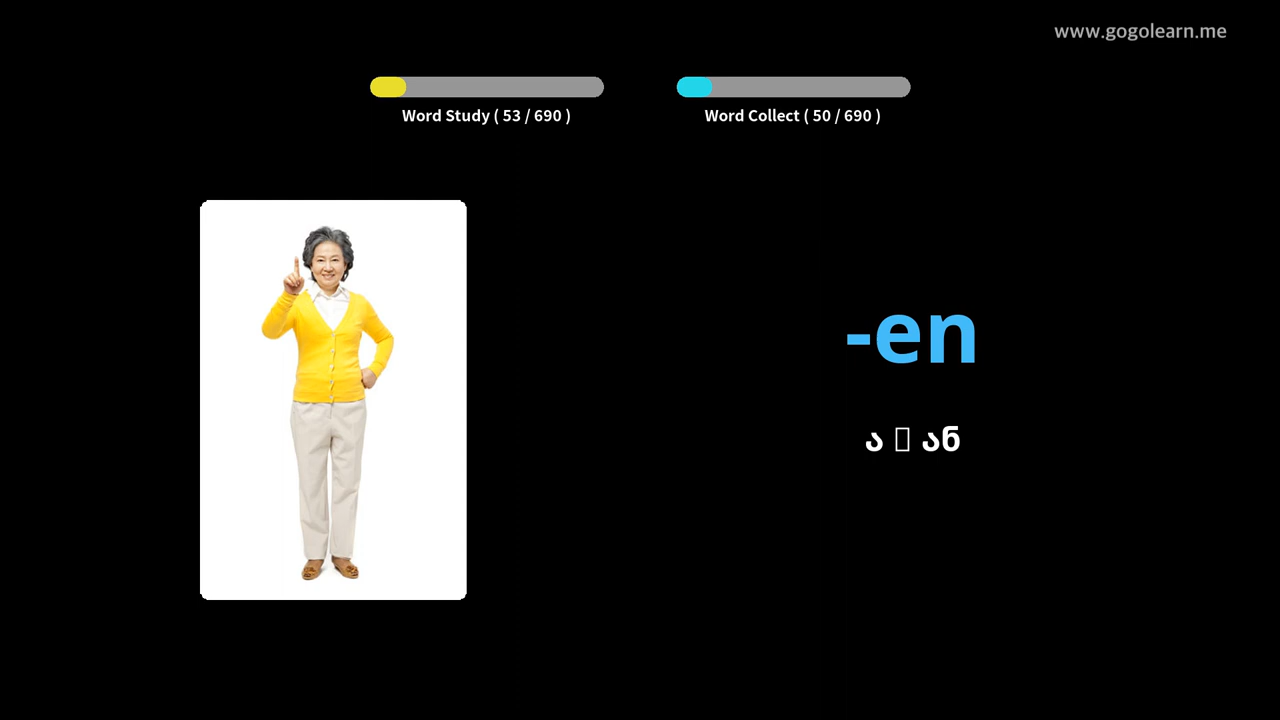 www.gogolearn.me
Word Study ( 53 / 690 )
Word Collect ( 50 / 690 )
-en
ა ან